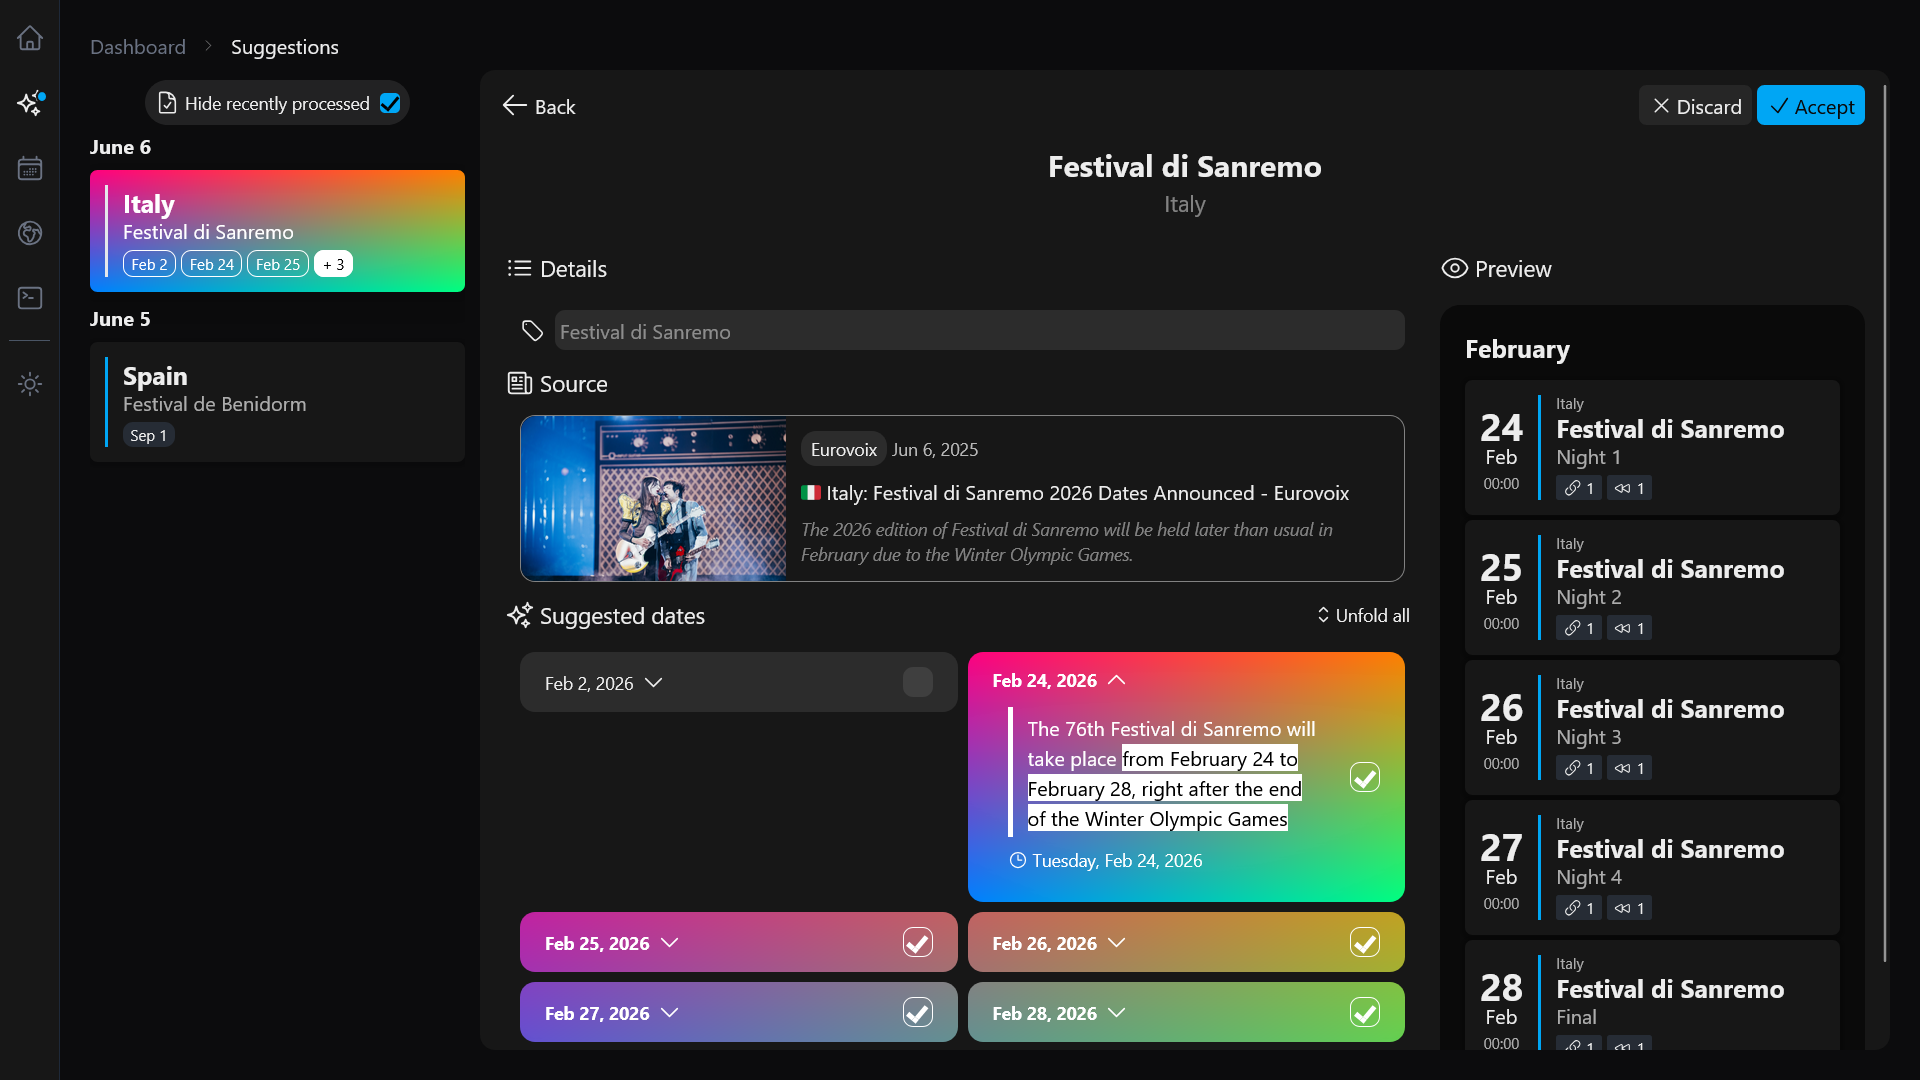 Dashboard
Suggestions
Hide recently processed
June 6
Italy
Festival di Sanremo
Feb 2
Feb 24
Feb 25
+ 3
June 5
Spain
Festival de Benidorm
Sep 1
Back
Discard
Accept
Festival di Sanremo
Italy
Details
Festival di Sanremo
Source
Eurovoix Jun 6, 2025
🇮🇹 Italy: Festival di Sanremo 2026 Dates Announced - Eurovoix
The 2026 edition of Festival di Sanremo will be held later than usual in
February due to the Winter Olympic Games.
Suggested dates
Unfold all
Feb 2, 2026
Feb 24, 2026
The 76th Festival di Sanremo will
take place from February 24 to
February 28, right after the end
of the Winter Olympic Games
Tuesday, Feb 24, 2026
Feb 25, 2026
Feb 26, 2026
Feb 27, 2026
Feb 28, 2026
Preview
February
24
Feb
00:00
Italy
Festival di Sanremo
Night 1
1
1
25
Feb
00:00
Italy
Festival di Sanremo
Night 2
1
1
26
Feb
00:00
Italy
Festival di Sanremo
Night 3
1
1
27
Feb
00:00
Italy
Festival di Sanremo
Night 4
1
1
28
Feb
00:00
Italy
Festival di Sanremo
Final
1
1